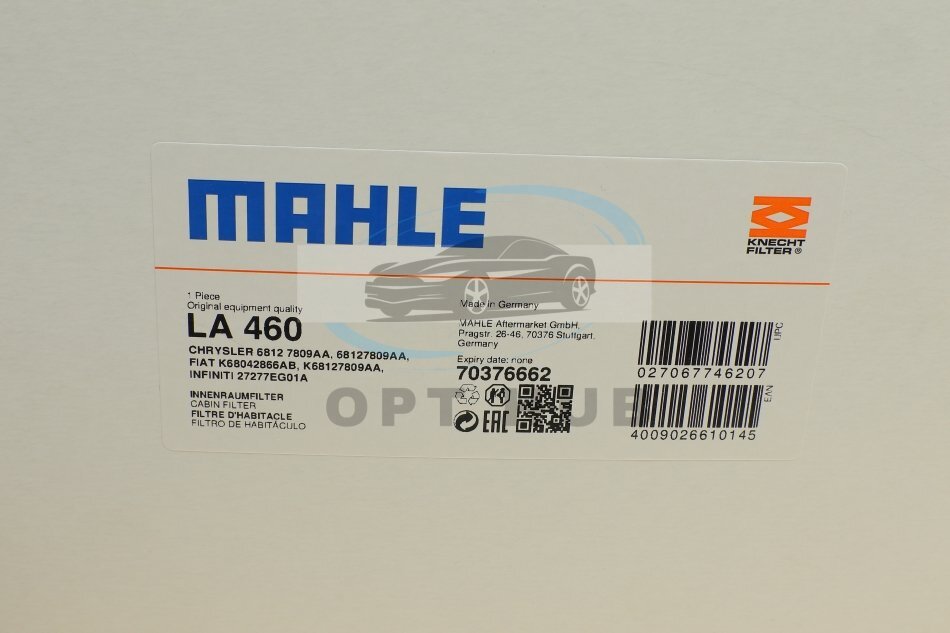 MAHLE
KNECHT
FILTER®
1 Piece
Original equipment quality
LA 460
CHRYSLER 6812 7809AA, 68127809AA,
FIAT K68042866AB, K68127809AA,
INFINITI 27277EG01A
INNENRAUMFILTER
CABIN FILTER
FILTRE D'HABITACLE
FILTRO DE HABITÁCULO
Made in Germany
MAHLE Aftermarket GmbH,
Pragstr. 26-46, 70376 Stuttgart,
Germany
Expiry date: none
70376662
EAC
UPC
027067746207
EAN
4009026610145